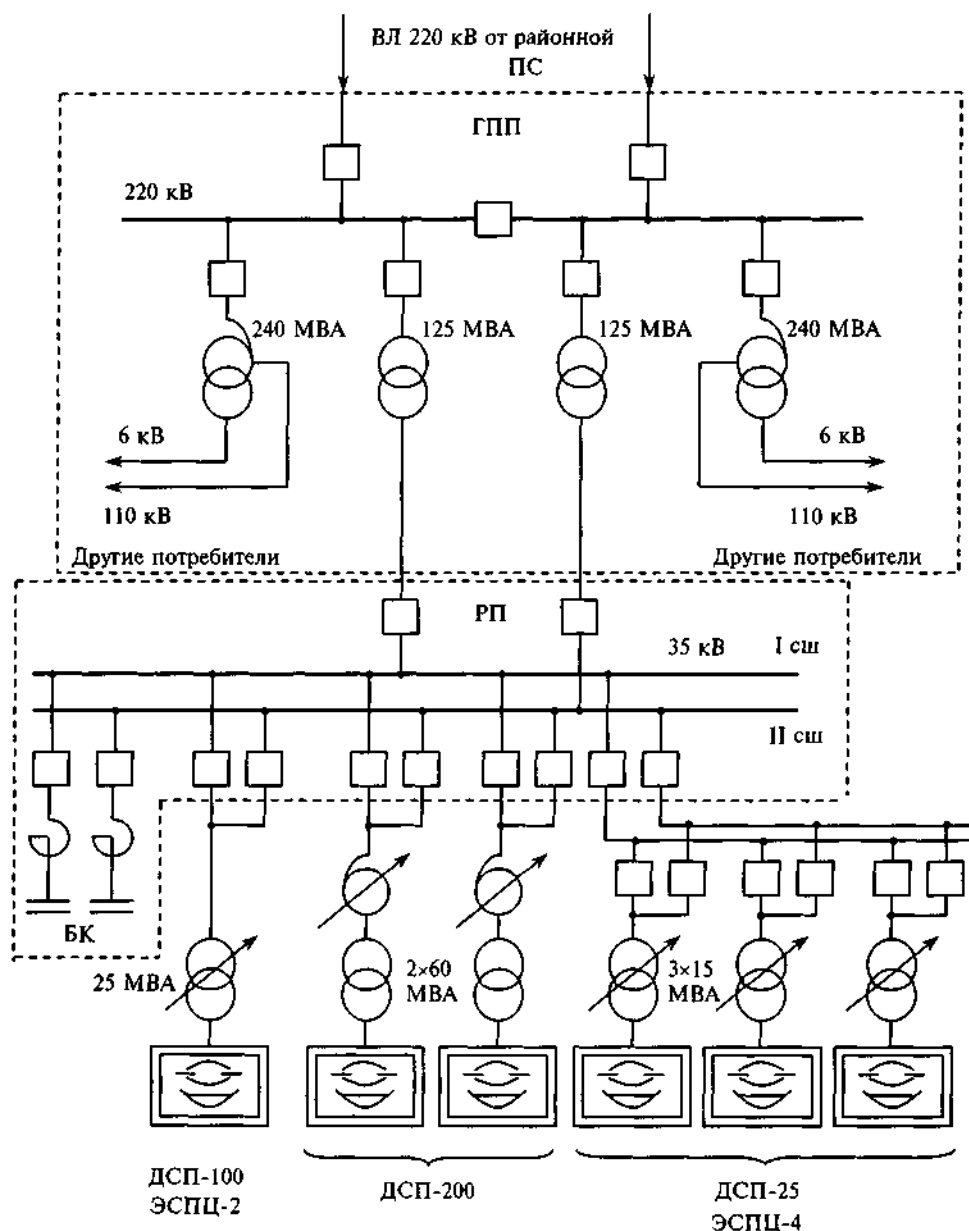 ВЛ 220 кВ от районной
ПС
ГПП
220 кВ
240 МВА
125 МВА
125 МВА
240 МВА
6 кВ
6 кВ
110 кВ
110 кВ
Другие потребители
Другие потребители
РП
35 кВ
I сш
II сш
БК
25 МВА
2×60
МВА
3×15
МВА
ДСП-100
ЭСПЦ-2
ДСП-200
ДСП-25
ЭСПЦ-4